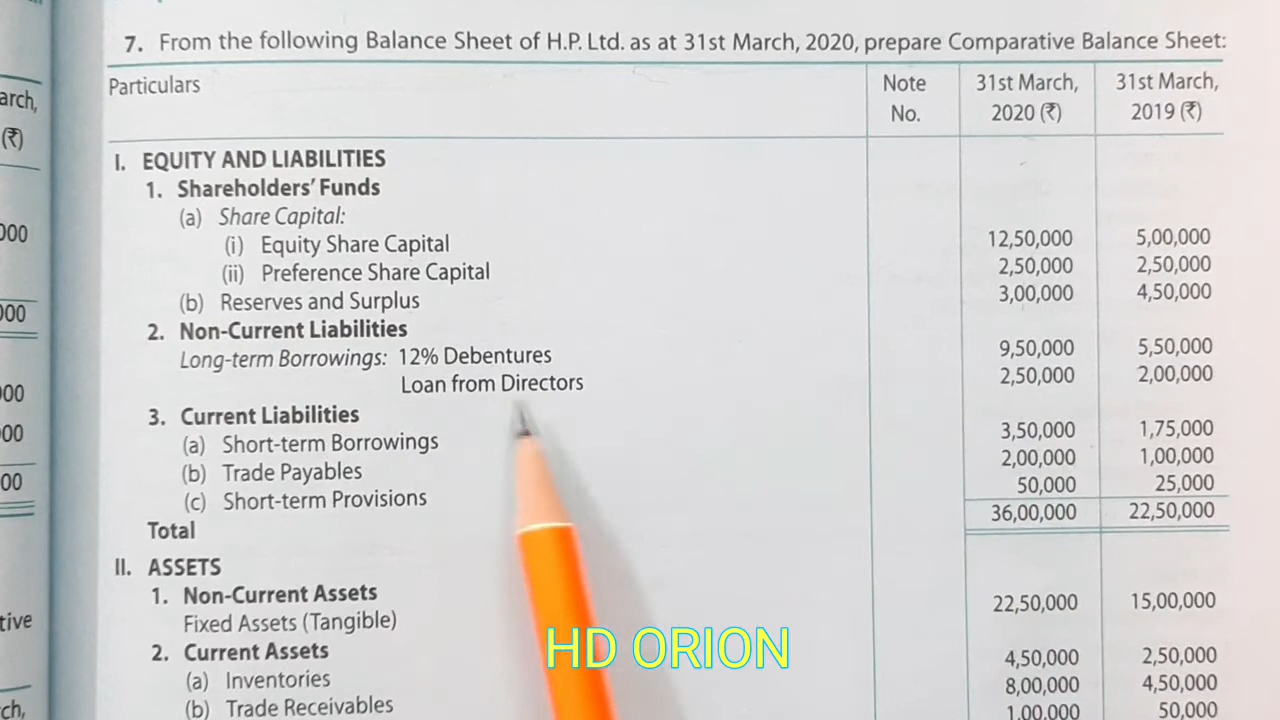 7. From the following Balance Sheet of H.P. Ltd. as at 31st March, 2020, prepare Comparative Balance Sheet:
Particulars Note No. 31st March, 2020 (₹) 31st March, 2019 (₹)
I. EQUITY AND LIABILITIES
1. Shareholders' Funds
(a) Share Capital:
(i) Equity Share Capital 12,50,000 5,00,000
(ii) Preference Share Capital 2,50,000 2,50,000
(b) Reserves and Surplus 3,00,000 4,50,000
2. Non-Current Liabilities
Long-term Borrowings: 12% Debentures 9,50,000 5,50,000
Loan from Directors 2,50,000 2,00,000
3. Current Liabilities
(a) Short-term Borrowings 3,50,000 1,75,000
(b) Trade Payables 2,00,000 1,00,000
(c) Short-term Provisions 50,000 25,000
Total 36,00,000 22,50,000
II. ASSETS
1. Non-Current Assets
Fixed Assets (Tangible) 22,50,000 15,00,000
2. Current Assets
(a) Inventories 4,50,000 2,50,000
(b) Trade Receivables 8,00,000 4,50,000
1,00,000 50,000
HD ORION
arch,
(₹)
000
000
000
00
00
tive
ch,